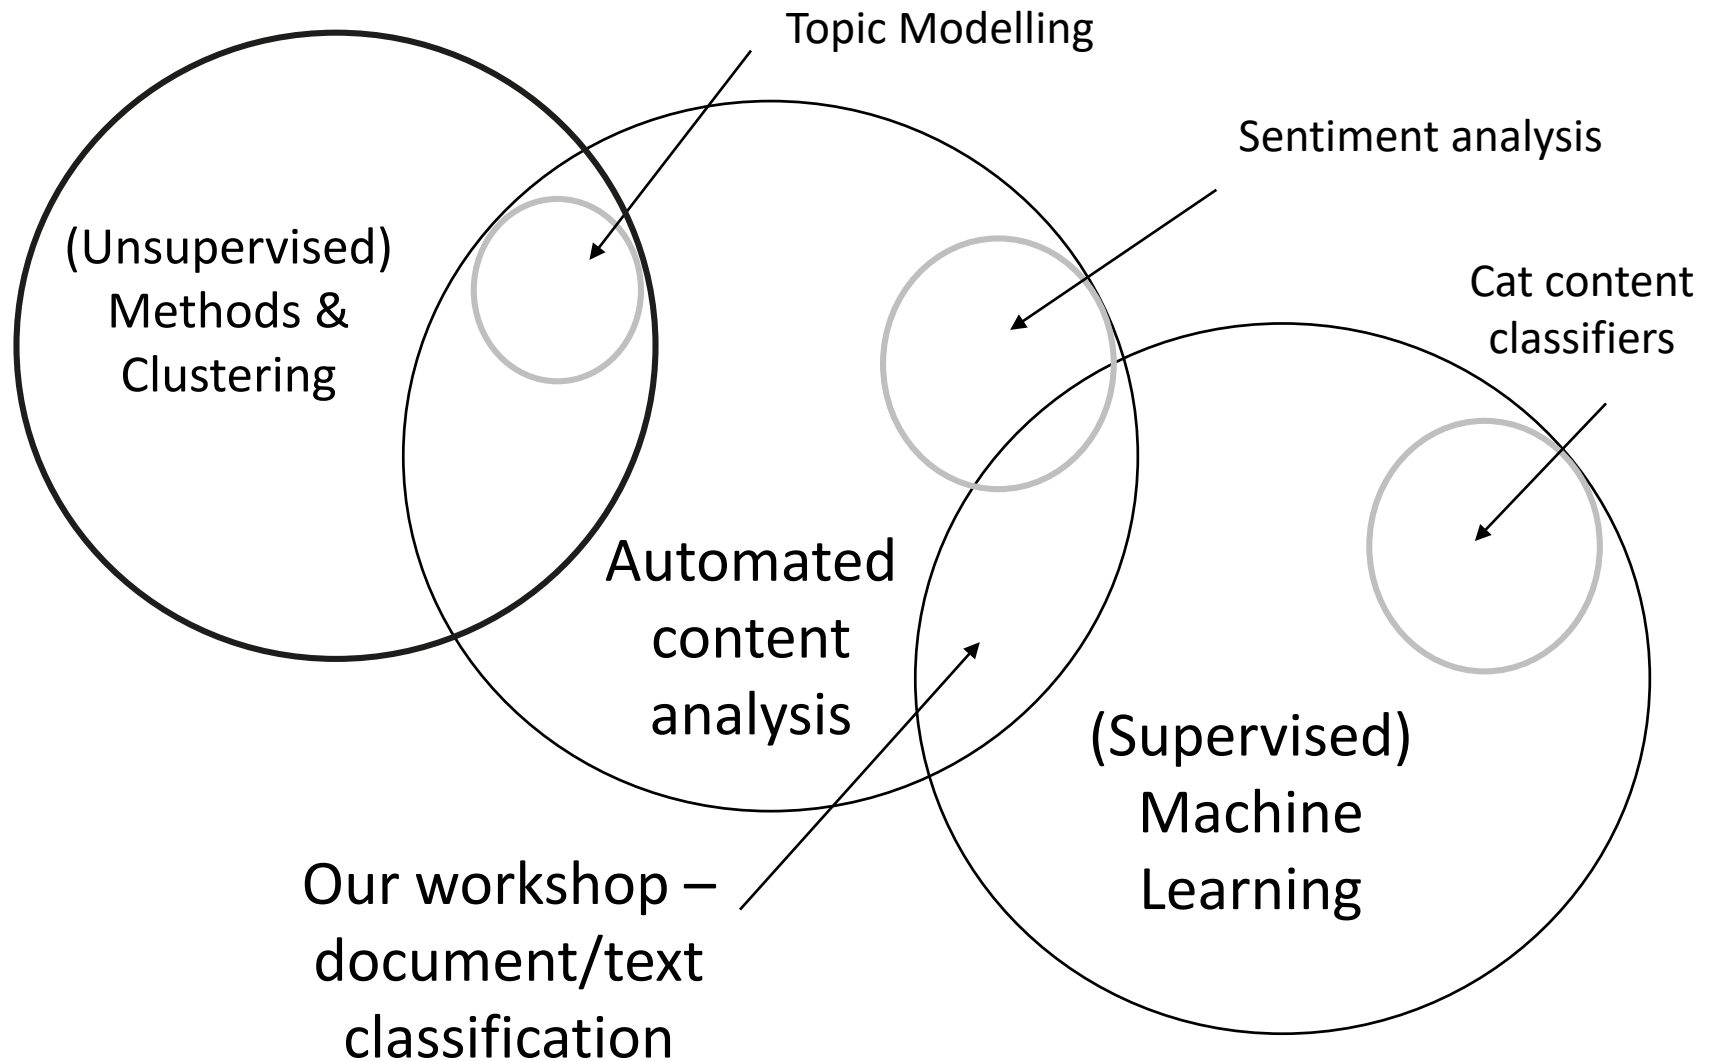 Topic Modelling
Sentiment analysis
(Unsupervised)
Methods &
Clustering
Cat content
classifiers
Automated
content
analysis
(Supervised)
Machine
Learning
Our workshop –
document/text
classification